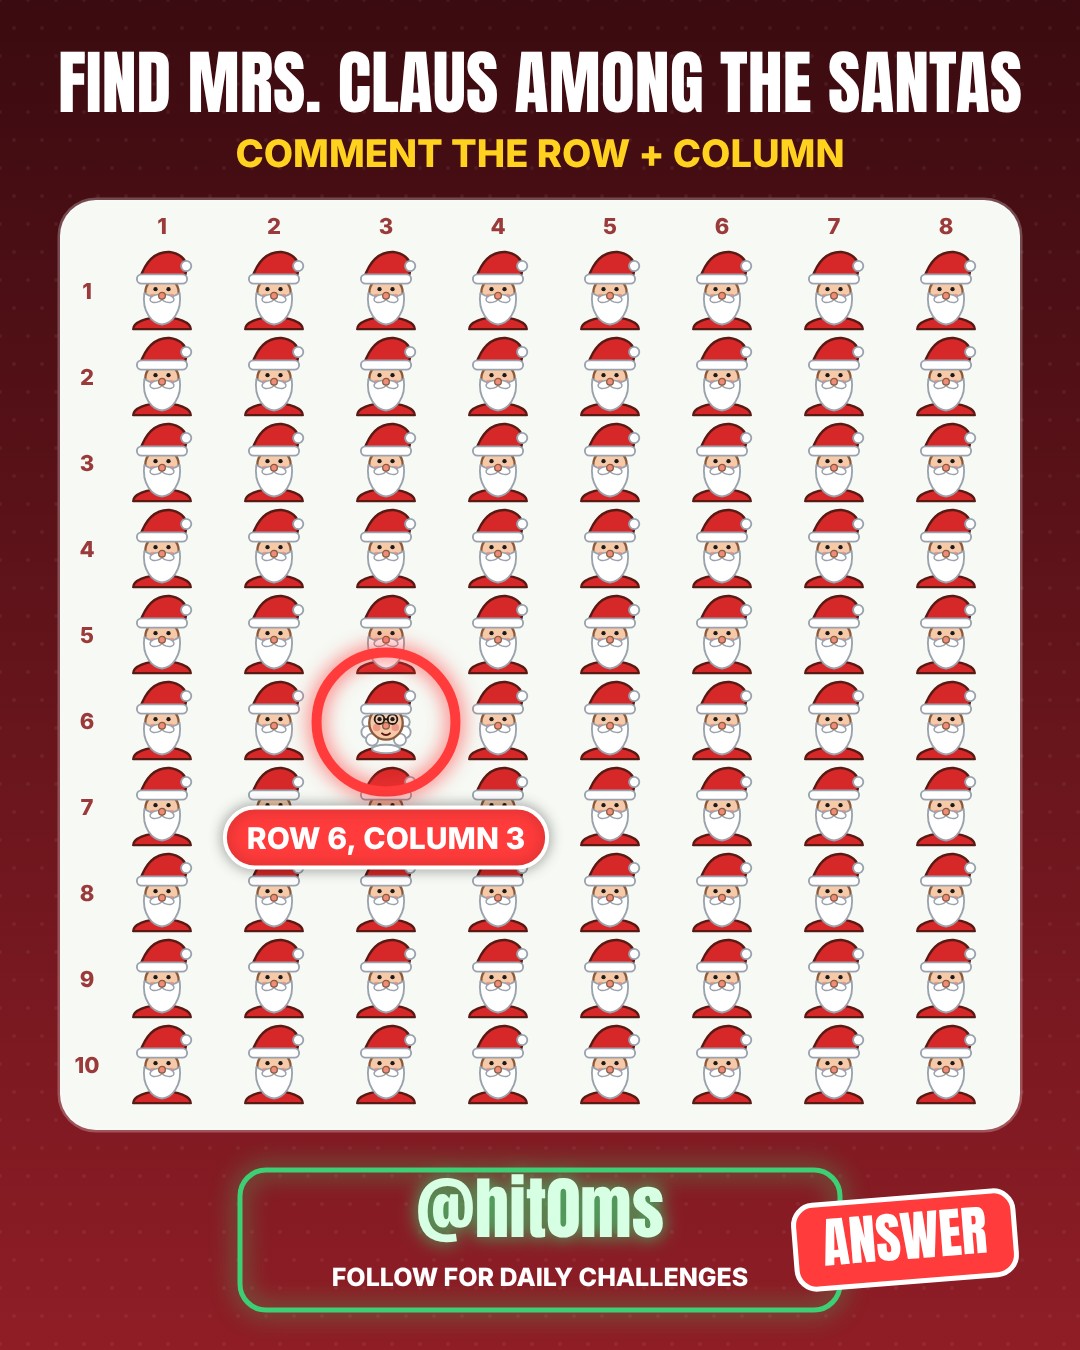 FIND MRS. CLAUS AMONG THE SANTAS
COMMENT THE ROW + COLUMN
1 2 3 4 5 6 7 8
1
2
3
4
5
6
7
ROW 6, COLUMN 3
8
9
10
@hit0ms
FOLLOW FOR DAILY CHALLENGES
ANSWER